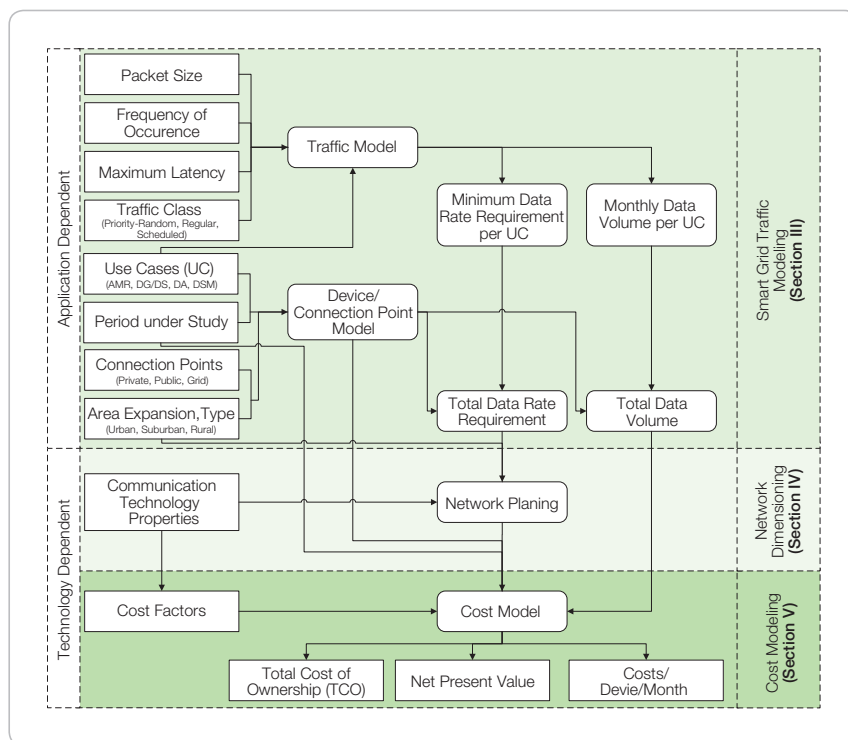 Application Dependent
Technology Dependent
Packet Size
Frequency of
Occurence
Maximum Latency
Traffic Class
(Priority-Random, Regular,
Scheduled)
Use Cases (UC)
(AMR, DG/DS, DA, DSM)
Period under Study
Connection Points
(Private, Public, Grid)
Area Expansion,Type
(Urban, Suburban, Rural)
Traffic Model
Minimum Data
Rate Requirement
per UC
Monthly Data
Volume per UC
Device/
Connection Point
Model
Total Data Rate
Requirement
Total Data
Volume
Smart Grid Traffic
Modeling
(Section III)
Communication
Technology
Properties
Network Planing
Network
Dimensioning
(Section IV)
Cost Factors
Cost Model
Total Cost of
Ownership (TCO)
Net Present Value
Costs/
Devie/Month
Cost Modeling
(Section V)